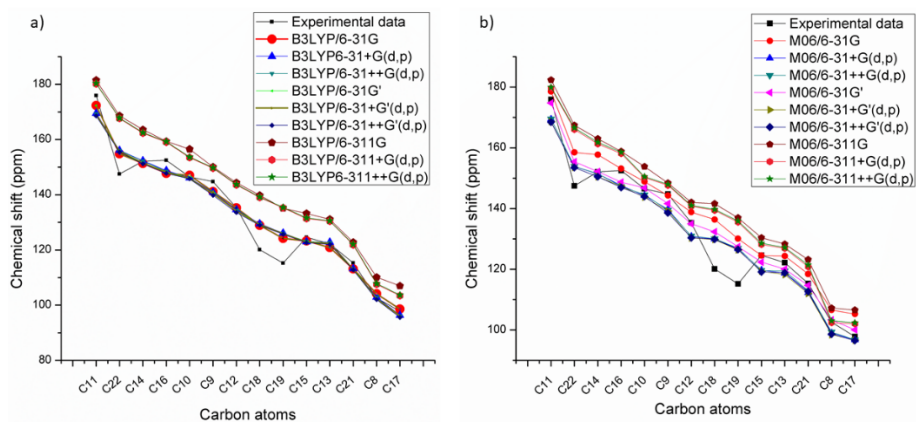 a)
Experimental data
B3LYP/6-31G
B3LYP6-31+G(d,p)
B3LYP/6-31++G(d,p)
B3LYP/6-31G'
B3LYP/6-31+G'(d,p)
B3LYP/6-31++G'(d,p)
B3LYP/6-311G
B3LYP/6-311+G(d,p)
B3LYP6-311++G(d,p)
Chemical shift (ppm)
180
160
140
120
100
80
C11 C22 C14 C16 C10 C9 C12 C18 C19 C15 C13 C21 C8 C17
Carbon atoms
b)
Experimental data
M06/6-31G
M06/6-31+G(d,p)
M06/6-31++G(d,p)
M06/6-31G'
M06/6-31+G'(d,p)
M06/6-31++G'(d,p)
M06/6-311G
M06/6-311+G(d,p)
M06/6-311++G(d,p)
Chemical shift (ppm)
180
160
140
120
100
C11 C22 C14 C16 C10 C9 C12 C18 C19 C15 C13 C21 C8 C17
Carbon atoms